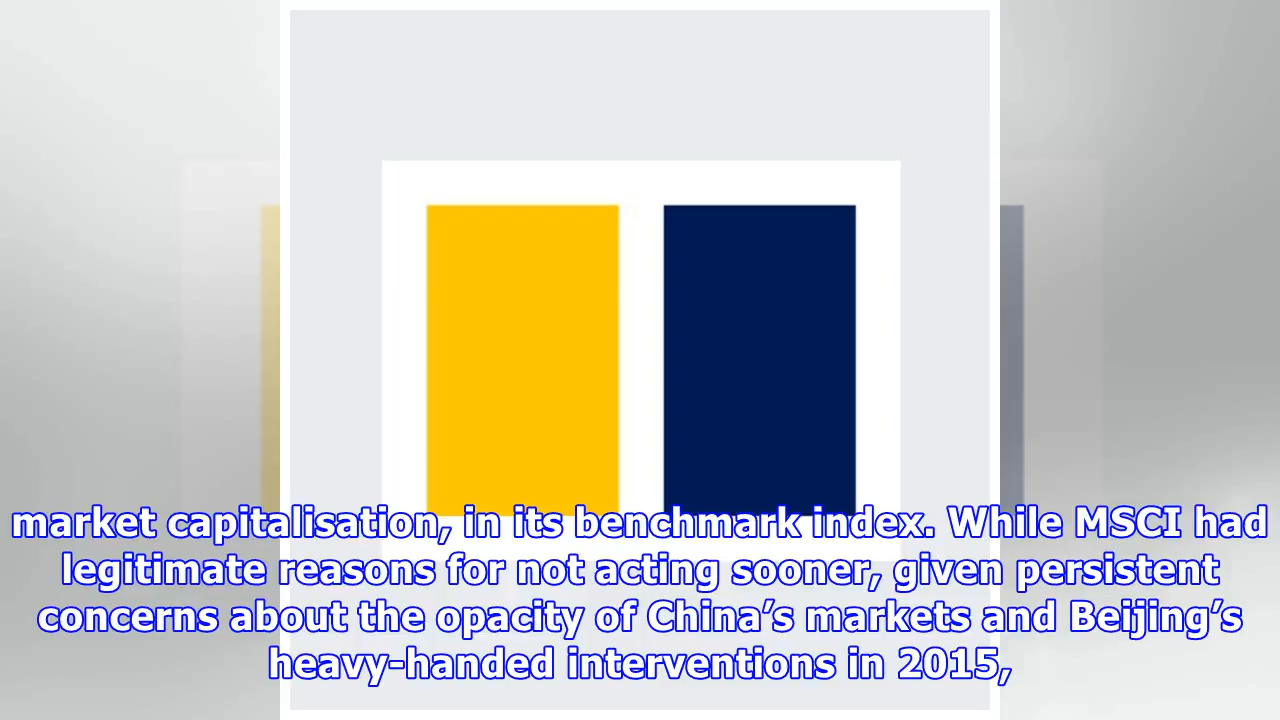 market capitalisation, in its benchmark index. While MSCI had
legitimate reasons for not acting sooner, given persistent
concerns about the opacity of China’s markets and Beijing’s
heavy-handed interventions in 2015,